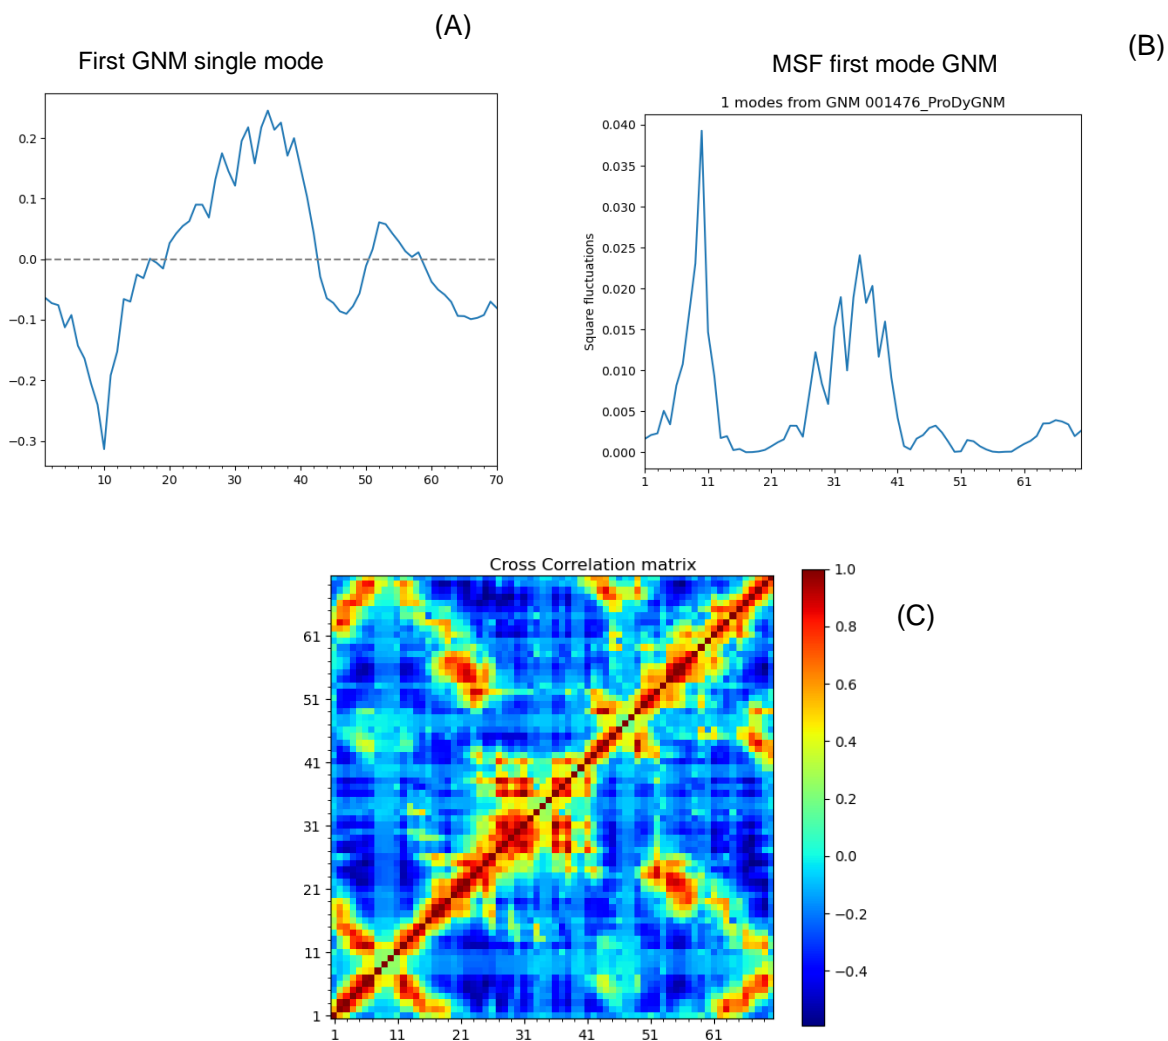 (A)
First GNM single mode
0.2
0.1
0.0
−0.1
−0.2
−0.3
10 20 30 40 50 60 70
(B)
MSF first mode GNM
1 modes from GNM 001476_ProDyGNM
Square fluctuations
0.040
0.035
0.030
0.025
0.020
0.015
0.010
0.005
0.000
1 11 21 31 41 51 61
Cross Correlation matrix
(C)
61
51
41
31
21
11
1
1 11 21 31 41 51 61
1.0
0.8
0.6
0.4
0.2
0.0
−0.2
−0.4